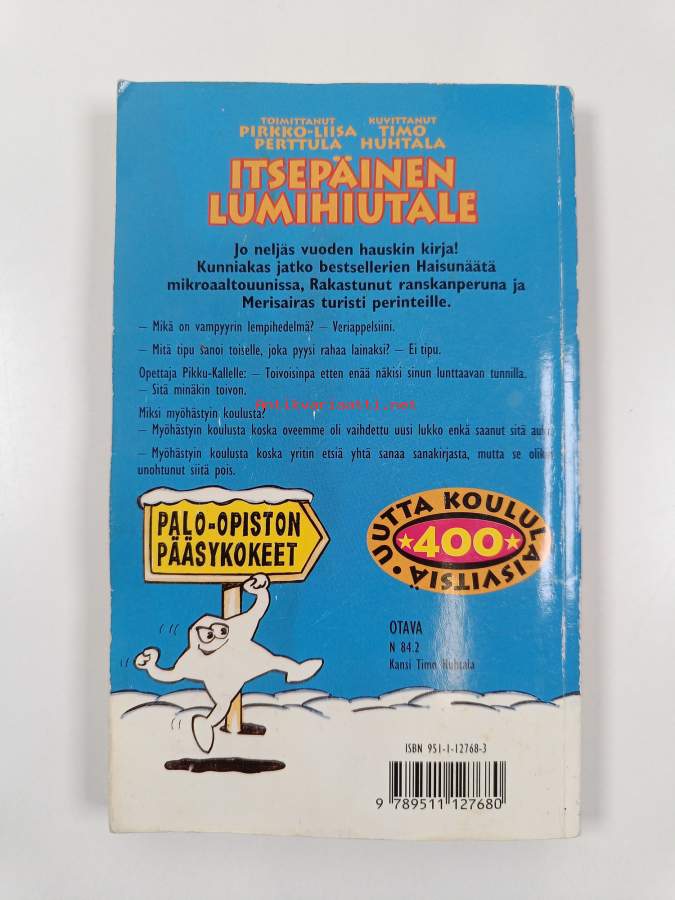 TOIMITTANUT KUVITTANUT
PIRKKO-LIISA TIMO
PERTTULA HUHTALA
ITSEPÄINEN
LUMIHIUTALE
Jo neljäs vuoden hauskin kirja!
Kunniakas jatko bestsellerien Haisunäätä
mikroaaltouunissa, Rakastunut ranskanperuna ja
Merisairas turisti perinteille.
– Mikä on vampyyrin lempihedelmä? – Veriappelsiini.
– Mitä tipu sanoi toiselle, joka pyysi rahaa lainaksi? – Ei tipu.
Opettaja Pikku-Kallelle: – Toivoisinpa etten enää näkisi sinun lunttaavan tunnilla.
– Sitä minäkin toivon.
Antikvariaatti.net
Miksi myöhästyin koulusta?
– Myöhästyin koulusta koska oveemme oli vaihdettu uusi lukko enkä saanut sitä auki.
– Myöhästyin koulusta koska yritin etsiä yhtä sanaa sanakirjasta, mutta se olikin
unohtunut siitä pois.
PALO-OPISTON
PÄÄSYKOKEET
UUTTA KOULULAISVITSIÄ
400
OTAVA
N 84.2
Kansi Timo Huhtala
ISBN 951-1-12768-3
9 789511 127680